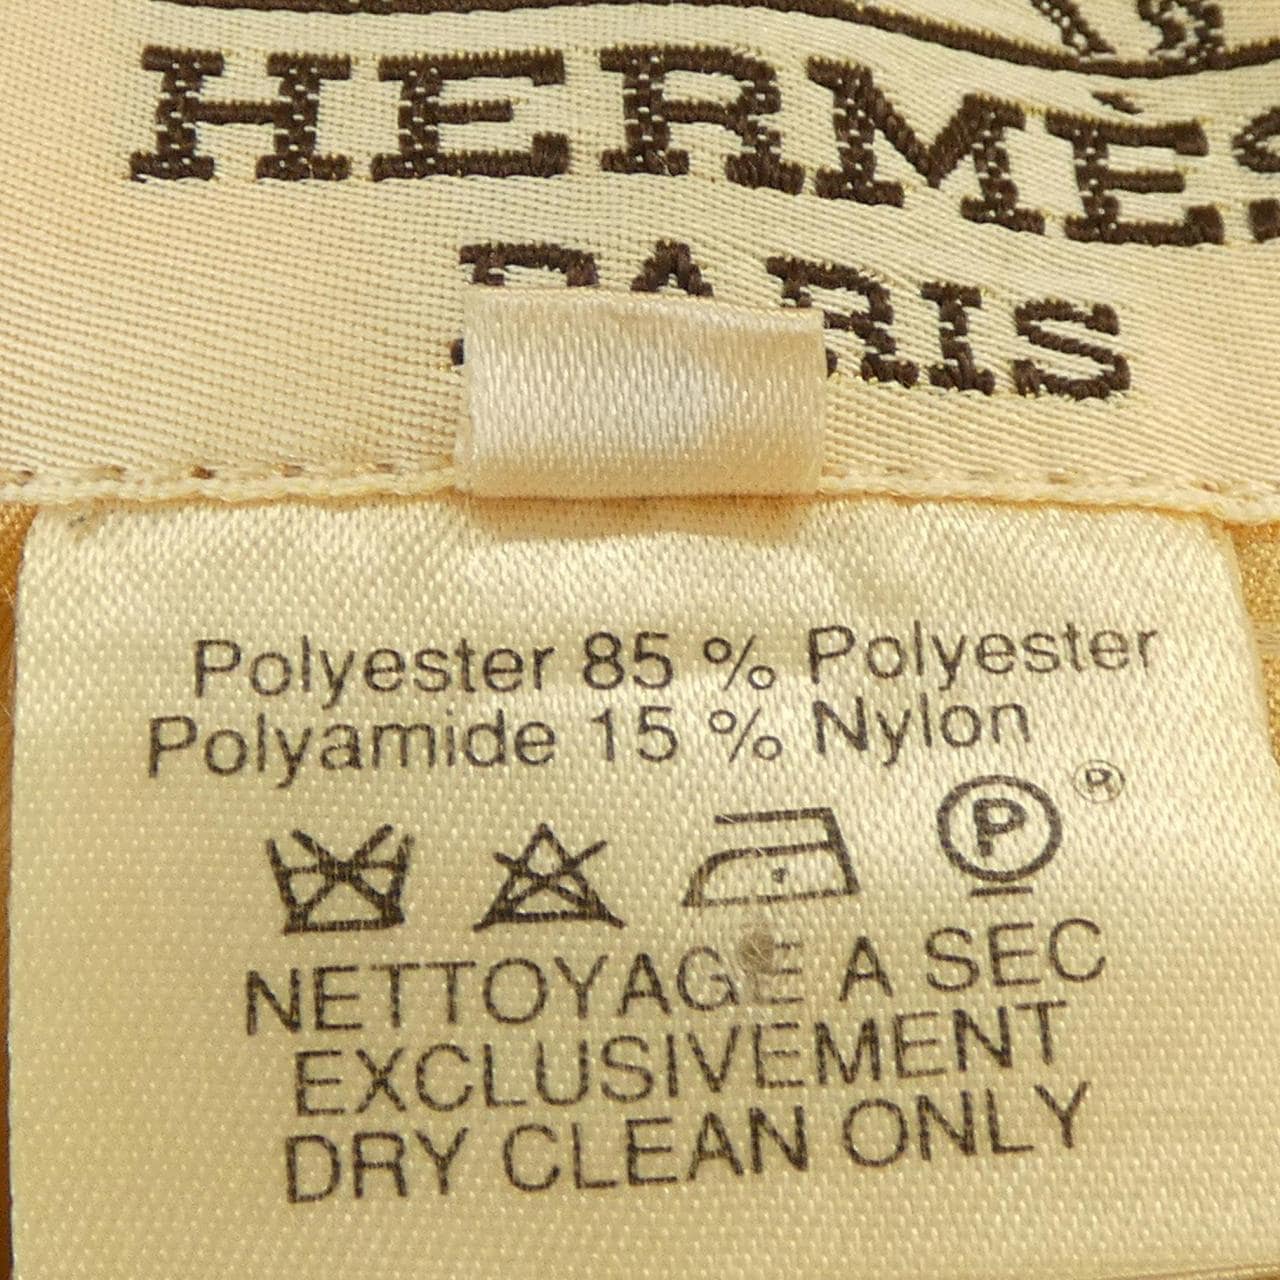 HERMÈS
PARIS
Polyester 85 % Polyester
Polyamide 15 % Nylon
P ®
NETTOYAGE A SEC
EXCLUSIVEMENT
DRY CLEAN ONLY